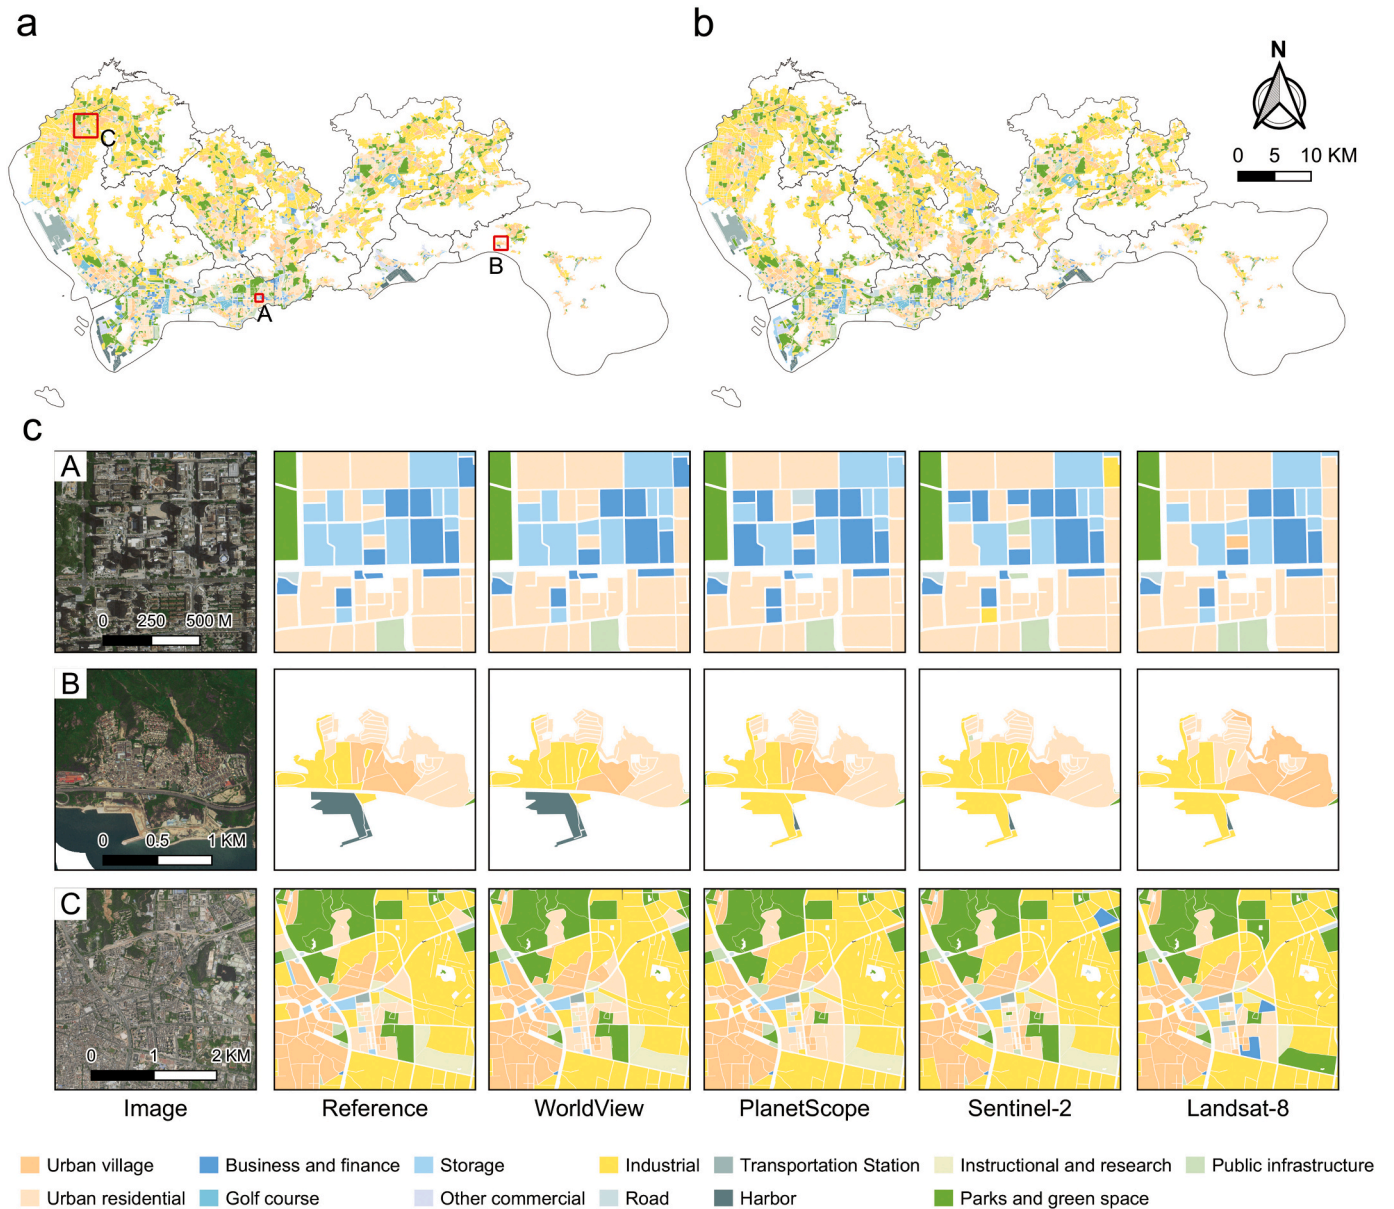 a
b
N
0 5 10 KM
C
B
A
c
A
0 250 500 M
B
0 0.5 1 KM
C
0 1 2 KM
Image
Reference
WorldView
PlanetScope
Sentinel-2
Landsat-8
Urban village
Business and finance
Storage
Industrial
Transportation Station
Instructional and research
Public infrastructure
Urban residential
Golf course
Other commercial
Road
Harbor
Parks and green space